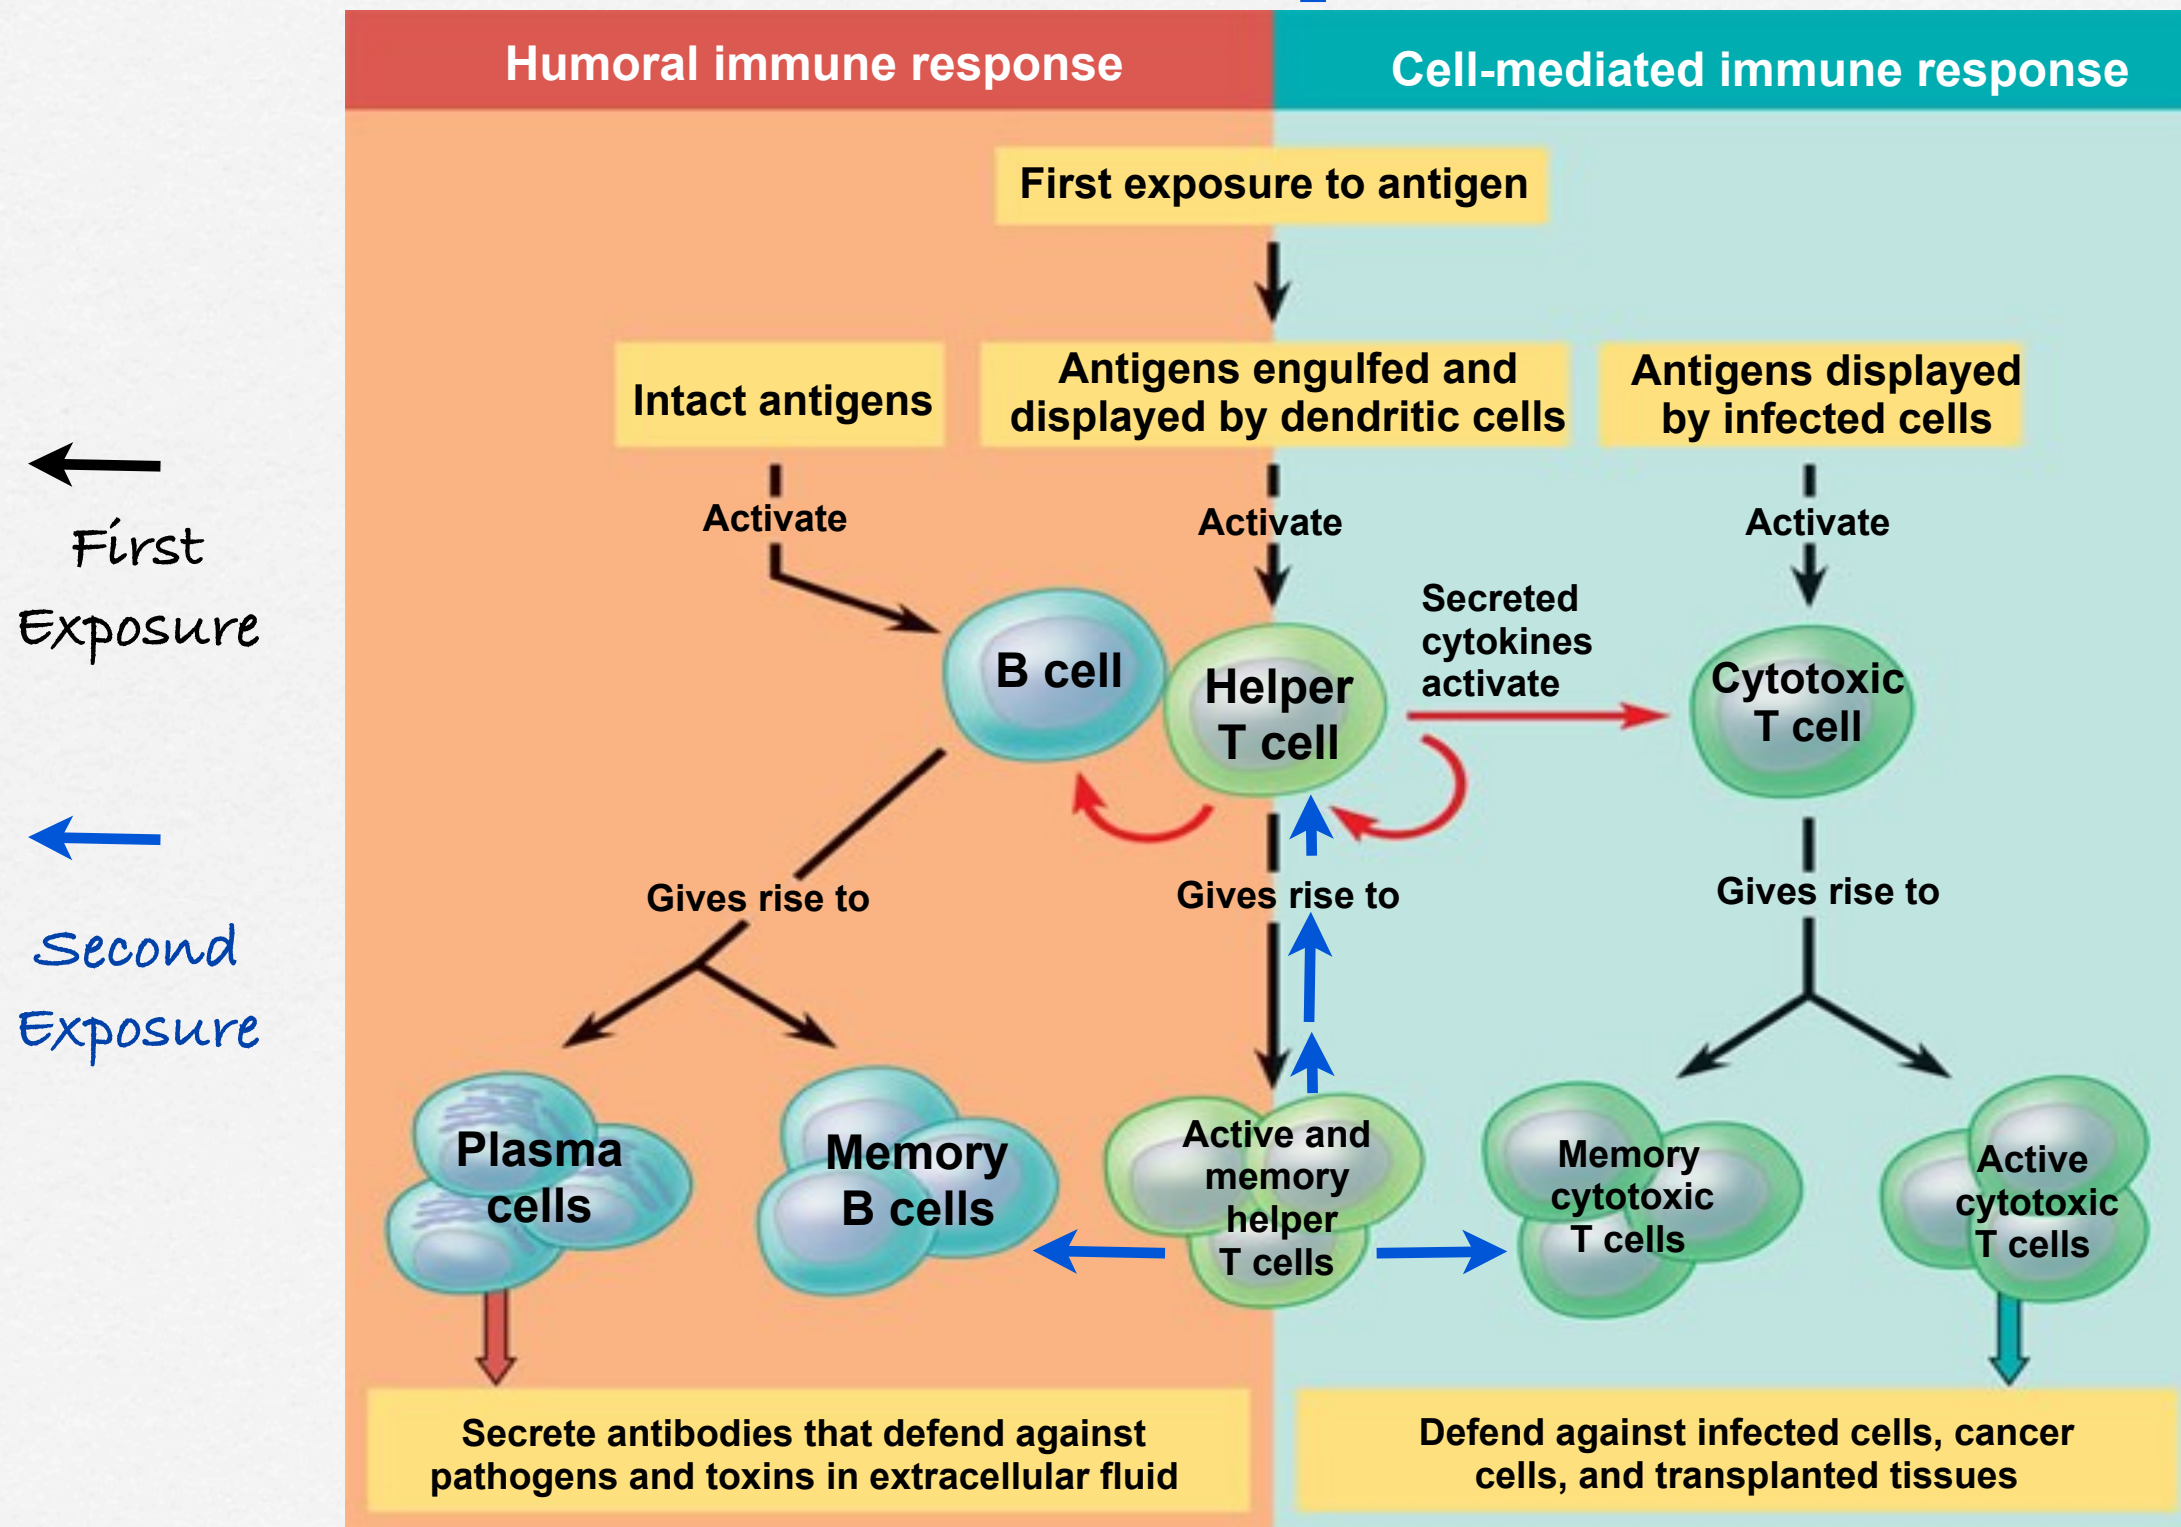 Humoral immune response
Cell-mediated immune response
First exposure to antigen
Intact antigens
Antigens engulfed and
displayed by dendritic cells
Antigens displayed
by infected cells
Activate
Activate
Activate
First
Exposure
Secreted
cytokines
activate
B cell
Helper
T cell
Cytotoxic
T cell
Gives rise to
Gives rise to
Gives rise to
Second
Exposure
Plasma
cells
Memory
B cells
Active and
memory
helper
T cells
Memory
cytotoxic
T cells
Active
cytotoxic
T cells
Secrete antibodies that defend against
pathogens and toxins in extracellular fluid
Defend against infected cells, cancer
cells, and transplanted tissues